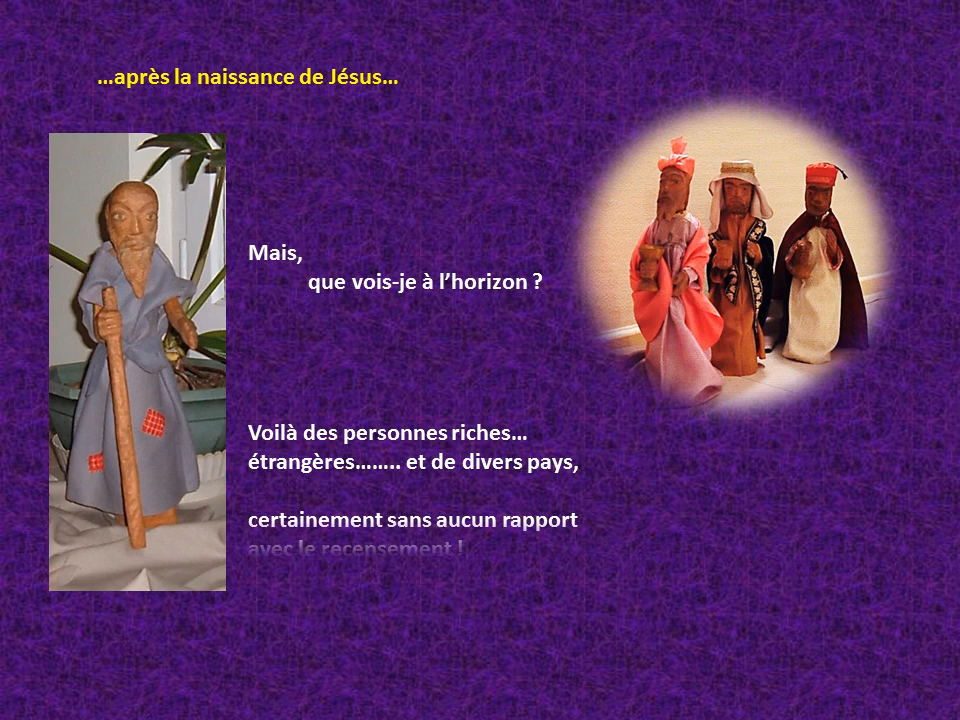 …après la naissance de Jésus…
Mais,
que vois-je à l’horizon ?
Voilà des personnes riches…
étrangères…….. et de divers pays,
certainement sans aucun rapport
avec le recensement !